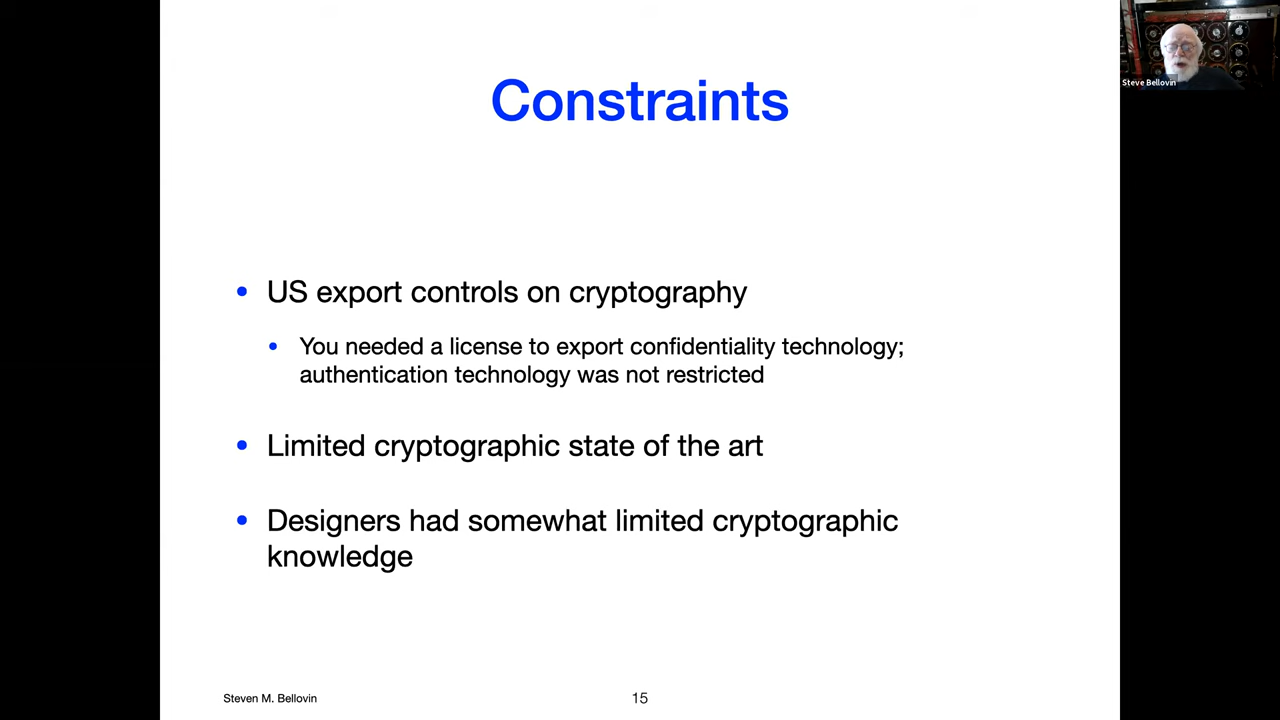 Constraints
Steve Bellovin
• US export controls on cryptography
• You needed a license to export confidentiality technology;
authentication technology was not restricted
• Limited cryptographic state of the art
• Designers had somewhat limited cryptographic
knowledge
Steven M. Bellovin
15